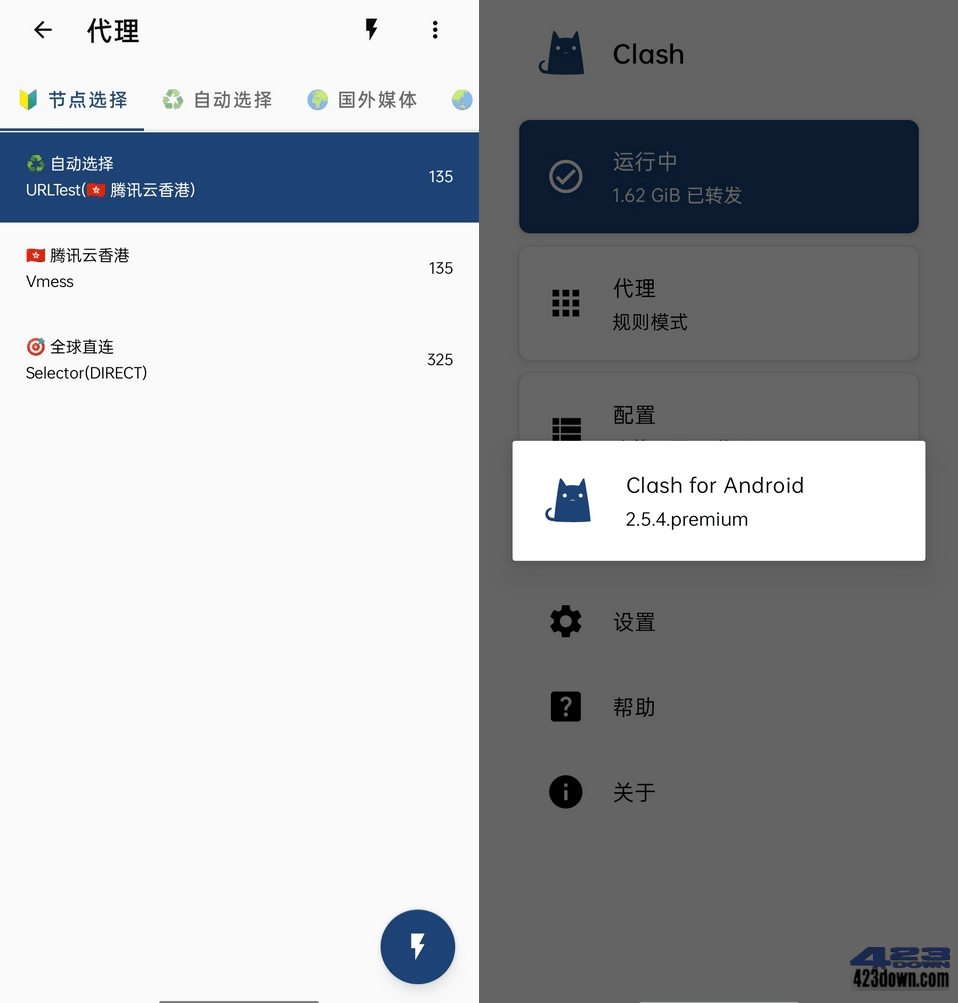 代理
节点选择
自动选择
国外媒体
自动选择
135
URLTest(🇭🇰 腾讯云香港)
腾讯云香港
135
Vmess
全球直连
325
Selector(DIRECT)
Clash
运行中
1.62 GiB 已转发
代理
规则模式
配置
Clash for Android
2.5.4.premium
设置
帮助
关于
423
DOWN
423down.com